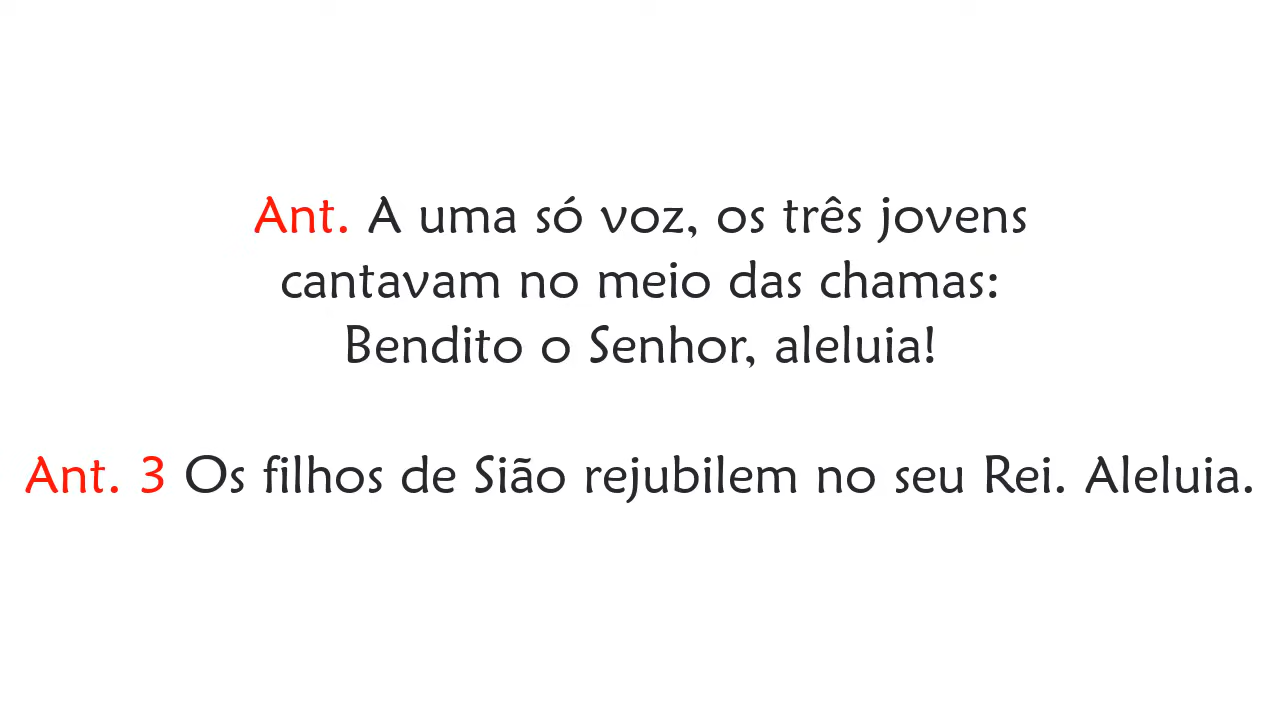 Ant. A uma só voz, os três jovens
cantavam no meio das chamas:
Bendito o Senhor, aleluia!
Ant. 3 Os filhos de Sião rejubilem no seu Rei. Aleluia.